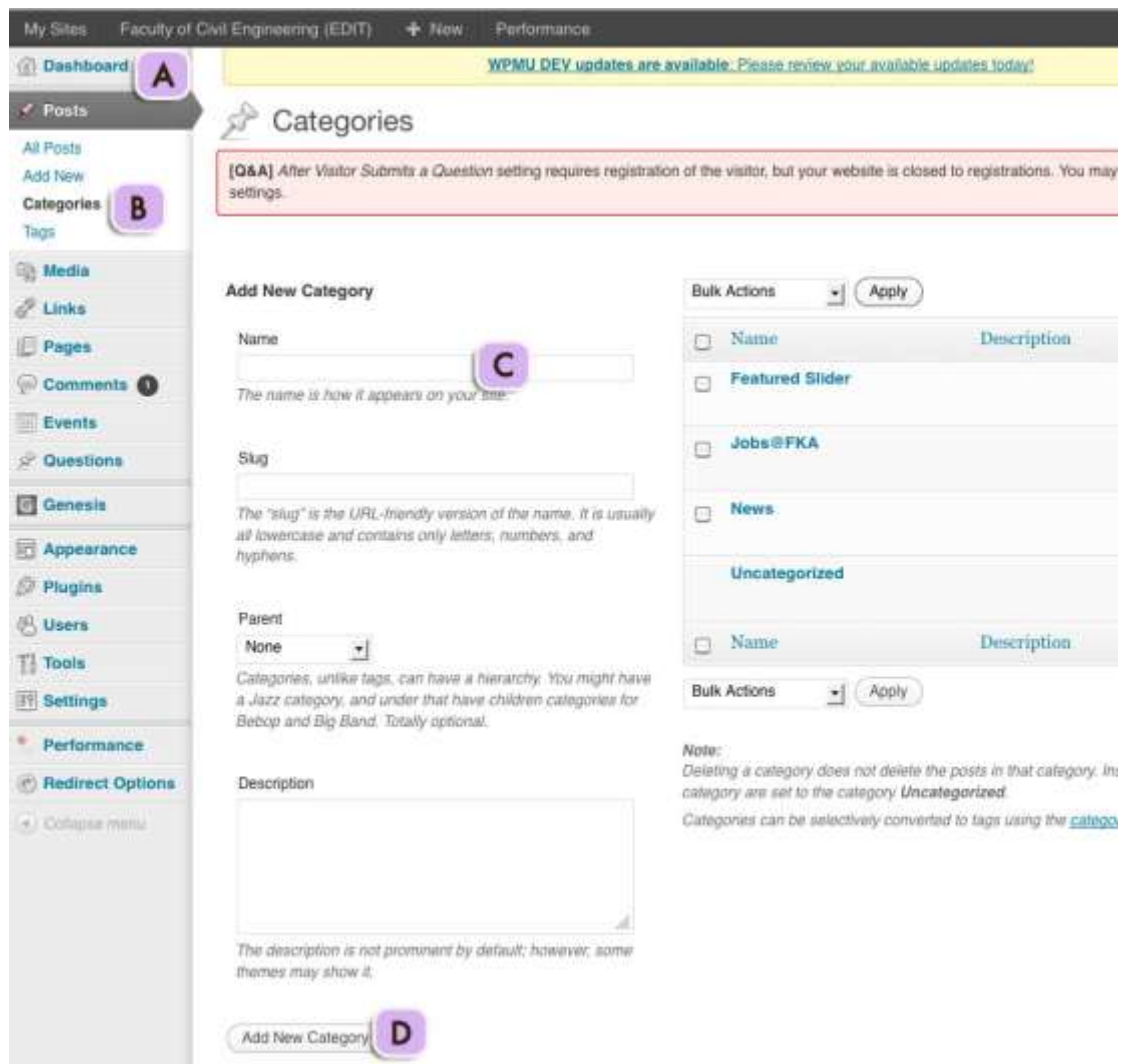 My Sites Faculty of Civil Engineering (EDIT) + New Performance
Dashboard
A
Posts
All Posts
Add New
Categories
B
Tags
Media
Links
Pages
Comments 1
Events
Questions
Genesis
Appearance
Plugins
Users
Tools
Settings
Performance
Redirect Options
Collapse menu
WPMU DEV updates are available: Please review your available updates today!
Categories
[Q&A] After Visitor Submits a Question setting requires registration of the visitor, but your website is closed to registrations. You may
settings.
Add New Category
Name
C
The name is how it appears on your site.
Slug
The "slug" is the URL-friendly version of the name. It is usually
all lowercase and contains only letters, numbers, and
hyphens.
Parent
None
Categories, unlike tags, can have a hierarchy. You might have
a Jazz category, and under that have children categories for
Bebop and Big Band. Totally optional.
Description
The description is not prominent by default; however, some
themes may show it.
Add New Category
D
Bulk Actions Apply
Name Description
Featured Slider
Jobs@FKA
News
Uncategorized
Name Description
Bulk Actions Apply
Note:
Deleting a category does not delete the posts in that category. Ins
category are set to the category Uncategorized.
Categories can be selectively converted to tags using the categor